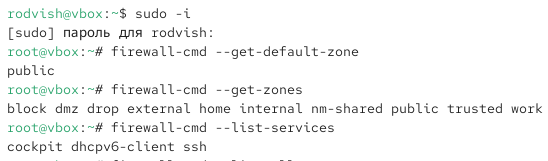 rodvish@vbox:~$ sudo -i
[sudo] пароль для rodvish:
root@vbox:~# firewall-cmd --get-default-zone
public
root@vbox:~# firewall-cmd --get-zones
block dmz drop external home internal nm-shared public trusted work
root@vbox:~# firewall-cmd --list-services
cockpit dhcpv6-client ssh